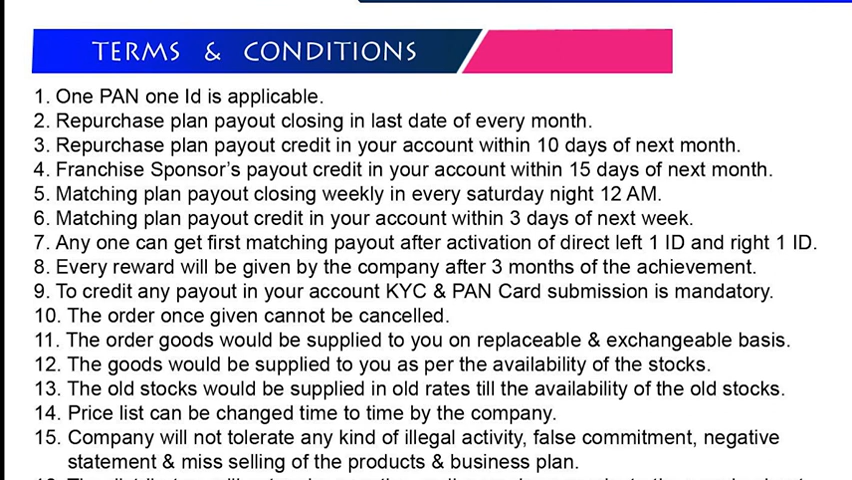 TERMS & CONDITIONS
1. One PAN one Id is applicable.
2. Repurchase plan payout closing in last date of every month.
3. Repurchase plan payout credit in your account within 10 days of next month.
4. Franchise Sponsor's payout credit in your account within 15 days of next month.
5. Matching plan payout closing weekly in every saturday night 12 AM.
6. Matching plan payout credit in your account within 3 days of next week.
7. Any one can get first matching payout after activation of direct left 1 ID and right 1 ID.
8. Every reward will be given by the company after 3 months of the achievement.
9. To credit any payout in your account KYC & PAN Card submission is mandatory.
10. The order once given cannot be cancelled.
11. The order goods would be supplied to you on replaceable & exchangeable basis.
12. The goods would be supplied to you as per the availability of the stocks.
13. The old stocks would be supplied in old rates till the availability of the old stocks.
14. Price list can be changed time to time by the company.
15. Company will not tolerate any kind of illegal activity, false commitment, negative
statement & miss selling of the products & business plan.